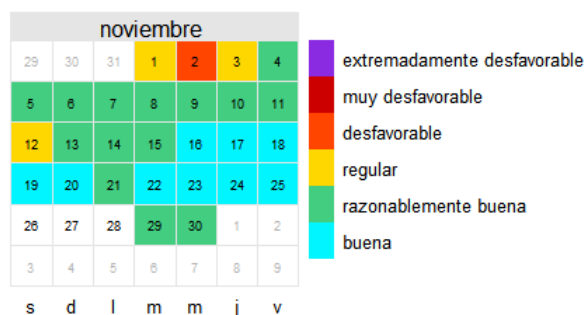 noviembre
29 30 31 1 2 3 4
5 6 7 8 9 10 11
12 13 14 15 16 17 18
19 20 21 22 23 24 25
26 27 28 29 30 1 2
3 4 5 6 7 8 9
s d l m m j v
extremadamente desfavorable
muy desfavorable
desfavorable
regular
razonablemente buena
buena